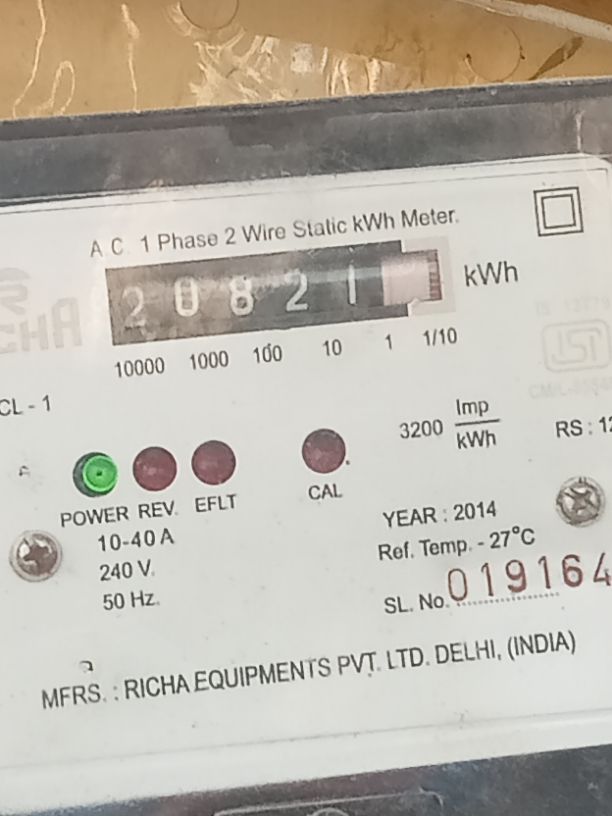 A.C. 1 Phase 2 Wire Static kWh Meter.
2 0 8 2 1 kWh
10000 1000 100 10 1 1/10
CL - 1
3200 Imp/kWh
RS : 12
POWER REV. EFLT CAL
10-40 A
240 V.
50 Hz.
YEAR : 2014
Ref. Temp. - 27°C
SL. No. 019164
MFRS. : RICHA EQUIPMENTS PVT. LTD. DELHI, (INDIA)